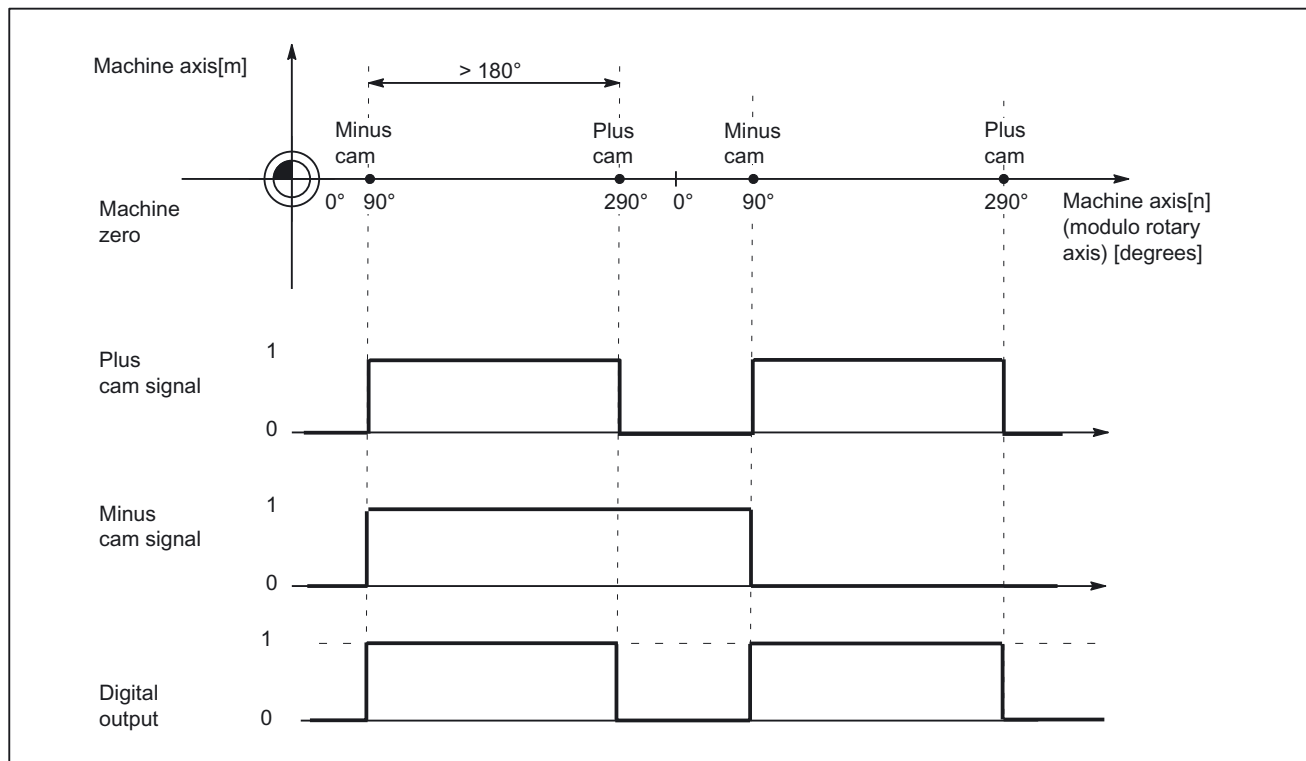 Machine axis[m]
> 180°
Minus
cam
Plus
cam
Minus
cam
Plus
cam
0°
90°
290°
0°
90°
290°
Machine
zero
Machine axis[n]
(modulo rotary
axis) [degrees]
Plus
cam signal
1
0
Minus
cam signal
1
0
Digital
output
1
0